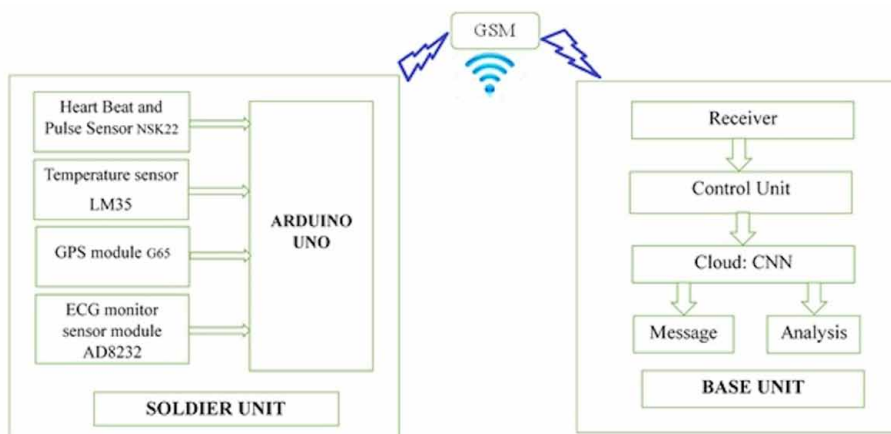 GSM
Heart Beat and
Pulse Sensor NSK22
Temperature sensor
LM35
GPS module G65
ECG monitor
sensor module
AD8232
ARDUINO
UNO
SOLDIER UNIT
Receiver
Control Unit
Cloud: CNN
Message
Analysis
BASE UNIT